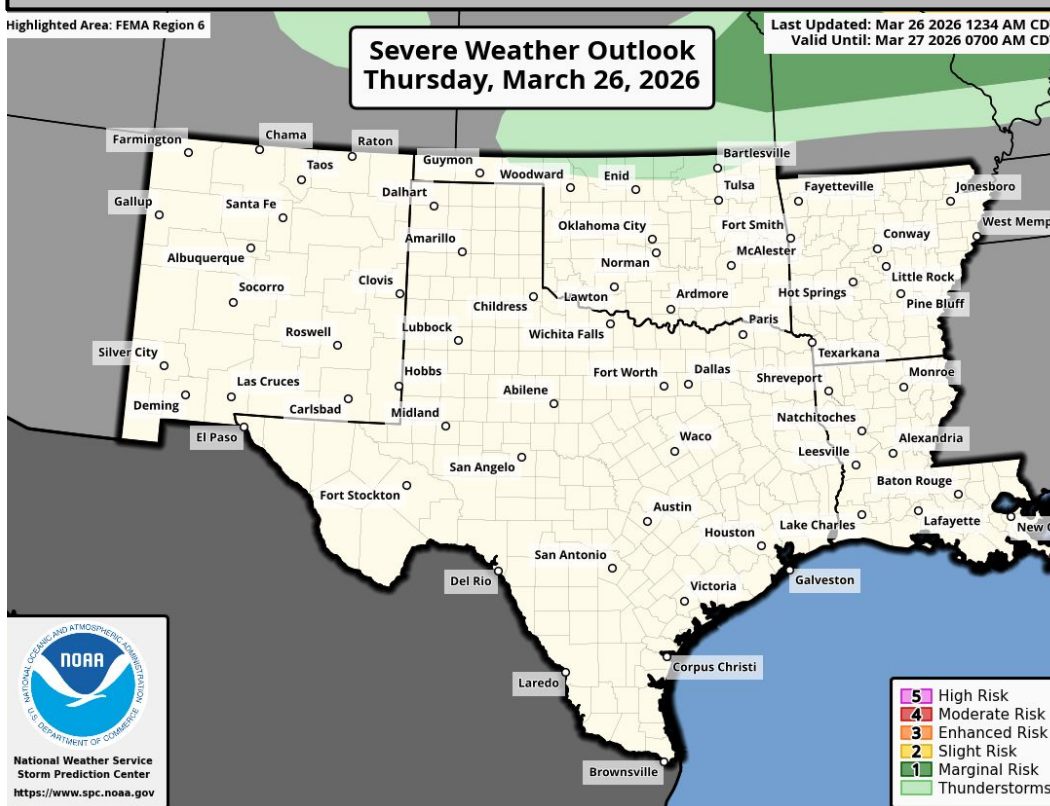 Highlighted Area: FEMA Region 6
Severe Weather Outlook
Thursday, March 26, 2026
Last Updated: Mar 26 2026 1234 AM CD
Valid Until: Mar 27 2026 0700 AM CD
Farmington
Chama
Raton
Taos
Guymon
Woodward
Enid
Bartlesville
Gallup
Santa Fe
Dalhart
Tulsa
Fayetteville
Jonesboro
Albuquerque
Amarillo
Oklahoma City
Fort Smith
West Memp
Norman
McAlester
Conway
Socorro
Clovis
Childress
Lawton
Ardmore
Hot Springs
Little Rock
Pine Bluff
Roswell
Lubbock
Wichita Falls
Paris
Silver City
Texarkana
Las Cruces
Hobbs
Abilene
Fort Worth
Dallas
Shreveport
Monroe
Deming
Carlsbad
Midland
Natchitoches
El Paso
San Angelo
Waco
Leesville
Alexandria
Fort Stockton
Baton Rouge
Austin
Houston
Lake Charles
Lafayette
New
San Antonio
Del Rio
Victoria
Galveston
Laredo
Corpus Christi
Brownsville
NATIONAL OCEANIC AND ATMOSPHERIC ADMINISTRATION
NOAA
U.S. DEPARTMENT OF COMMERCE
National Weather Service
Storm Prediction Center
https://www.spc.noaa.gov
5 High Risk
4 Moderate Risk
3 Enhanced Risk
2 Slight Risk
1 Marginal Risk
Thunderstorms